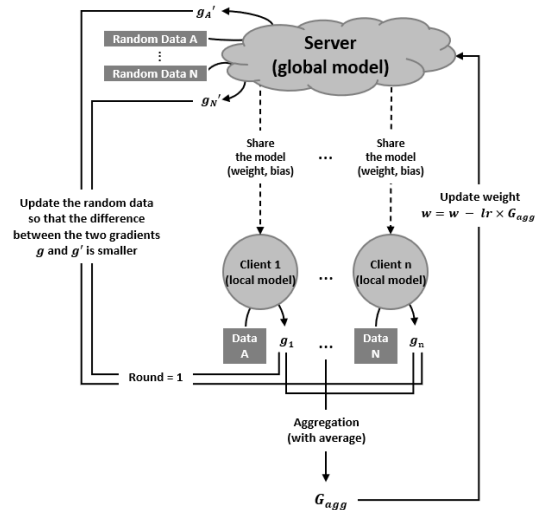 g_A'
Random Data A
⋮
Random Data N
g_N'
Server
(global model)
Share
the model
(weight, bias)
...
Share
the model
(weight, bias)
Update the random data
so that the difference
between the two gradients
g and g' is smaller
Update weight
w = w − lr × G_agg
Client 1
(local model)
...
Client n
(local model)
Data
A
g_1
...
Data
N
g_n
Round = 1
Aggregation
(with average)
G_agg